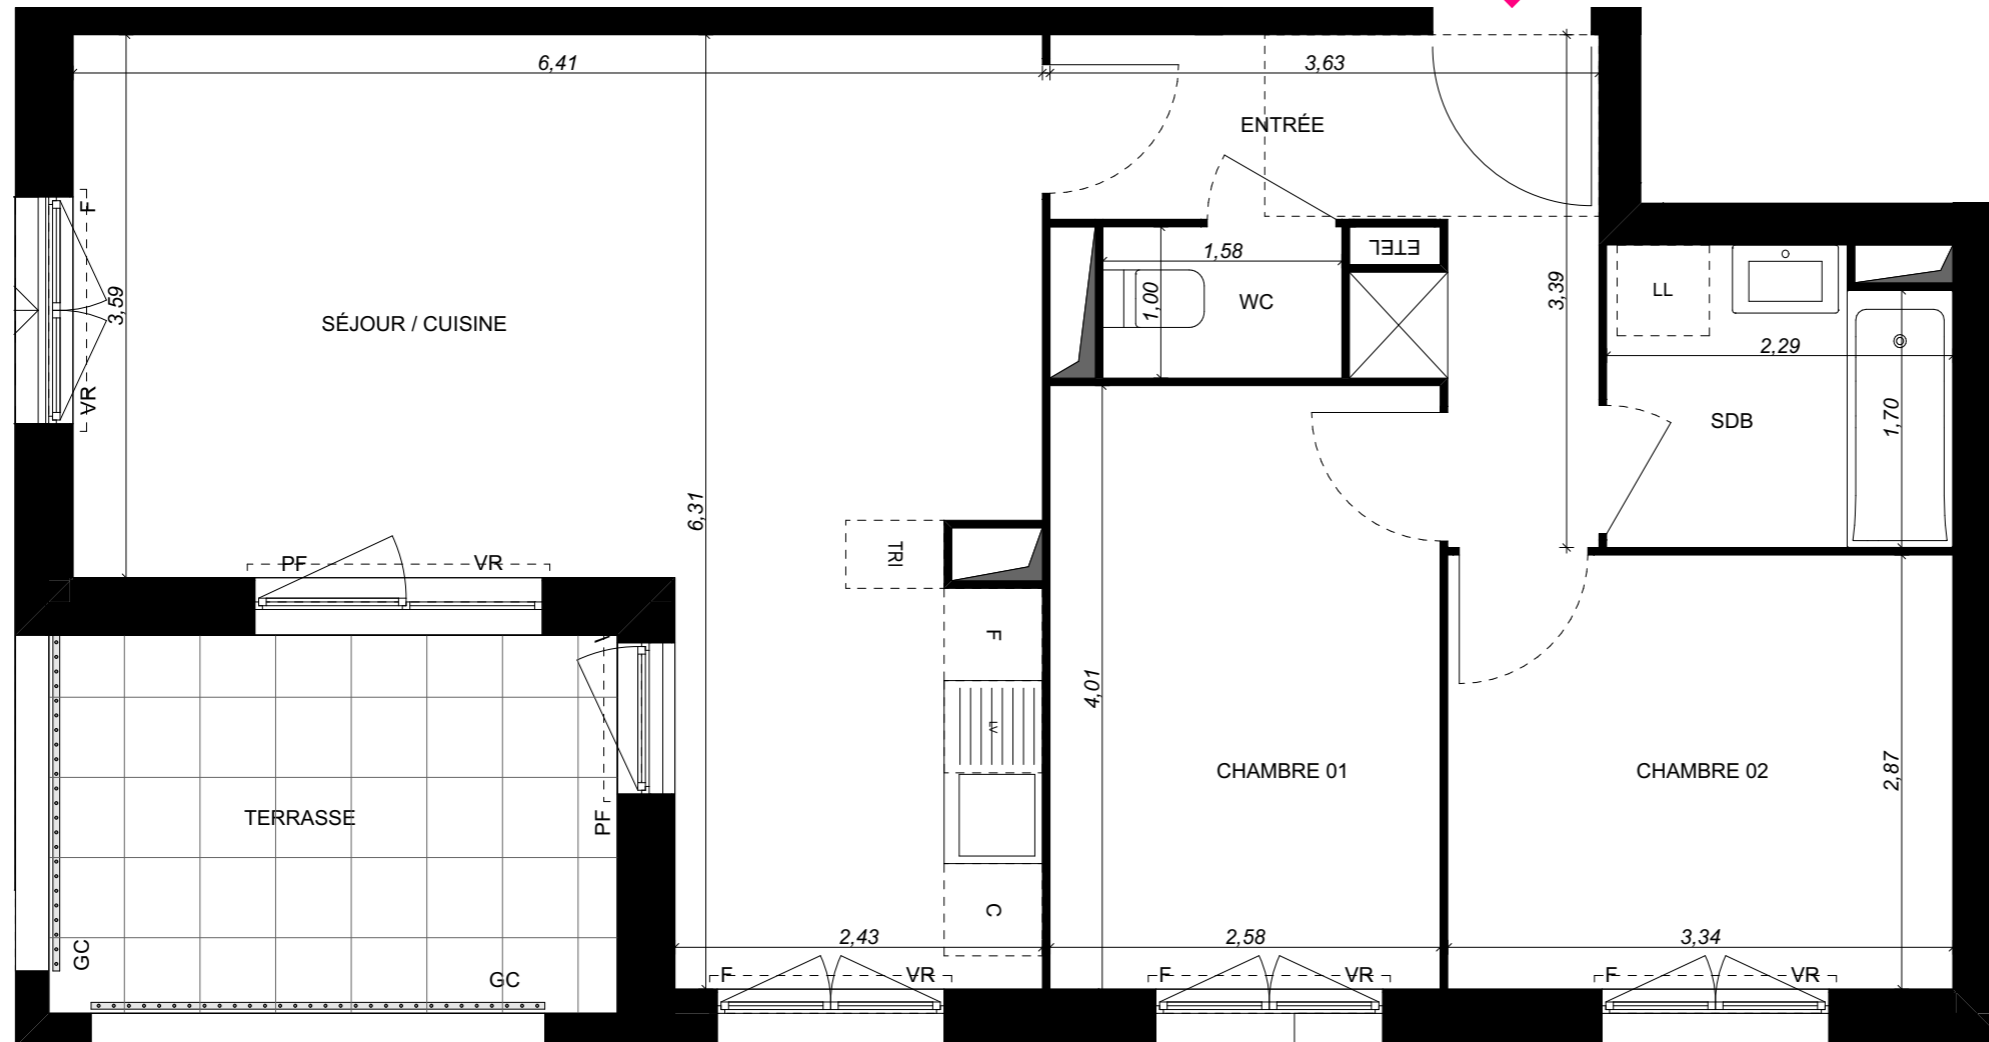 6,41
3,63
ENTRÉE
F
3,59
VR
SÉJOUR / CUISINE
1,58
1,00
WC
ETEL
3,39
LL
2,29
SDB
1,70
6,31
TRI
PF
VR
F
LV
C
4,01
CHAMBRE 01
CHAMBRE 02
2,87
TERRASSE
PF
GC
GC
2,43
2,58
3,34
F
VR
F
VR
F
VR